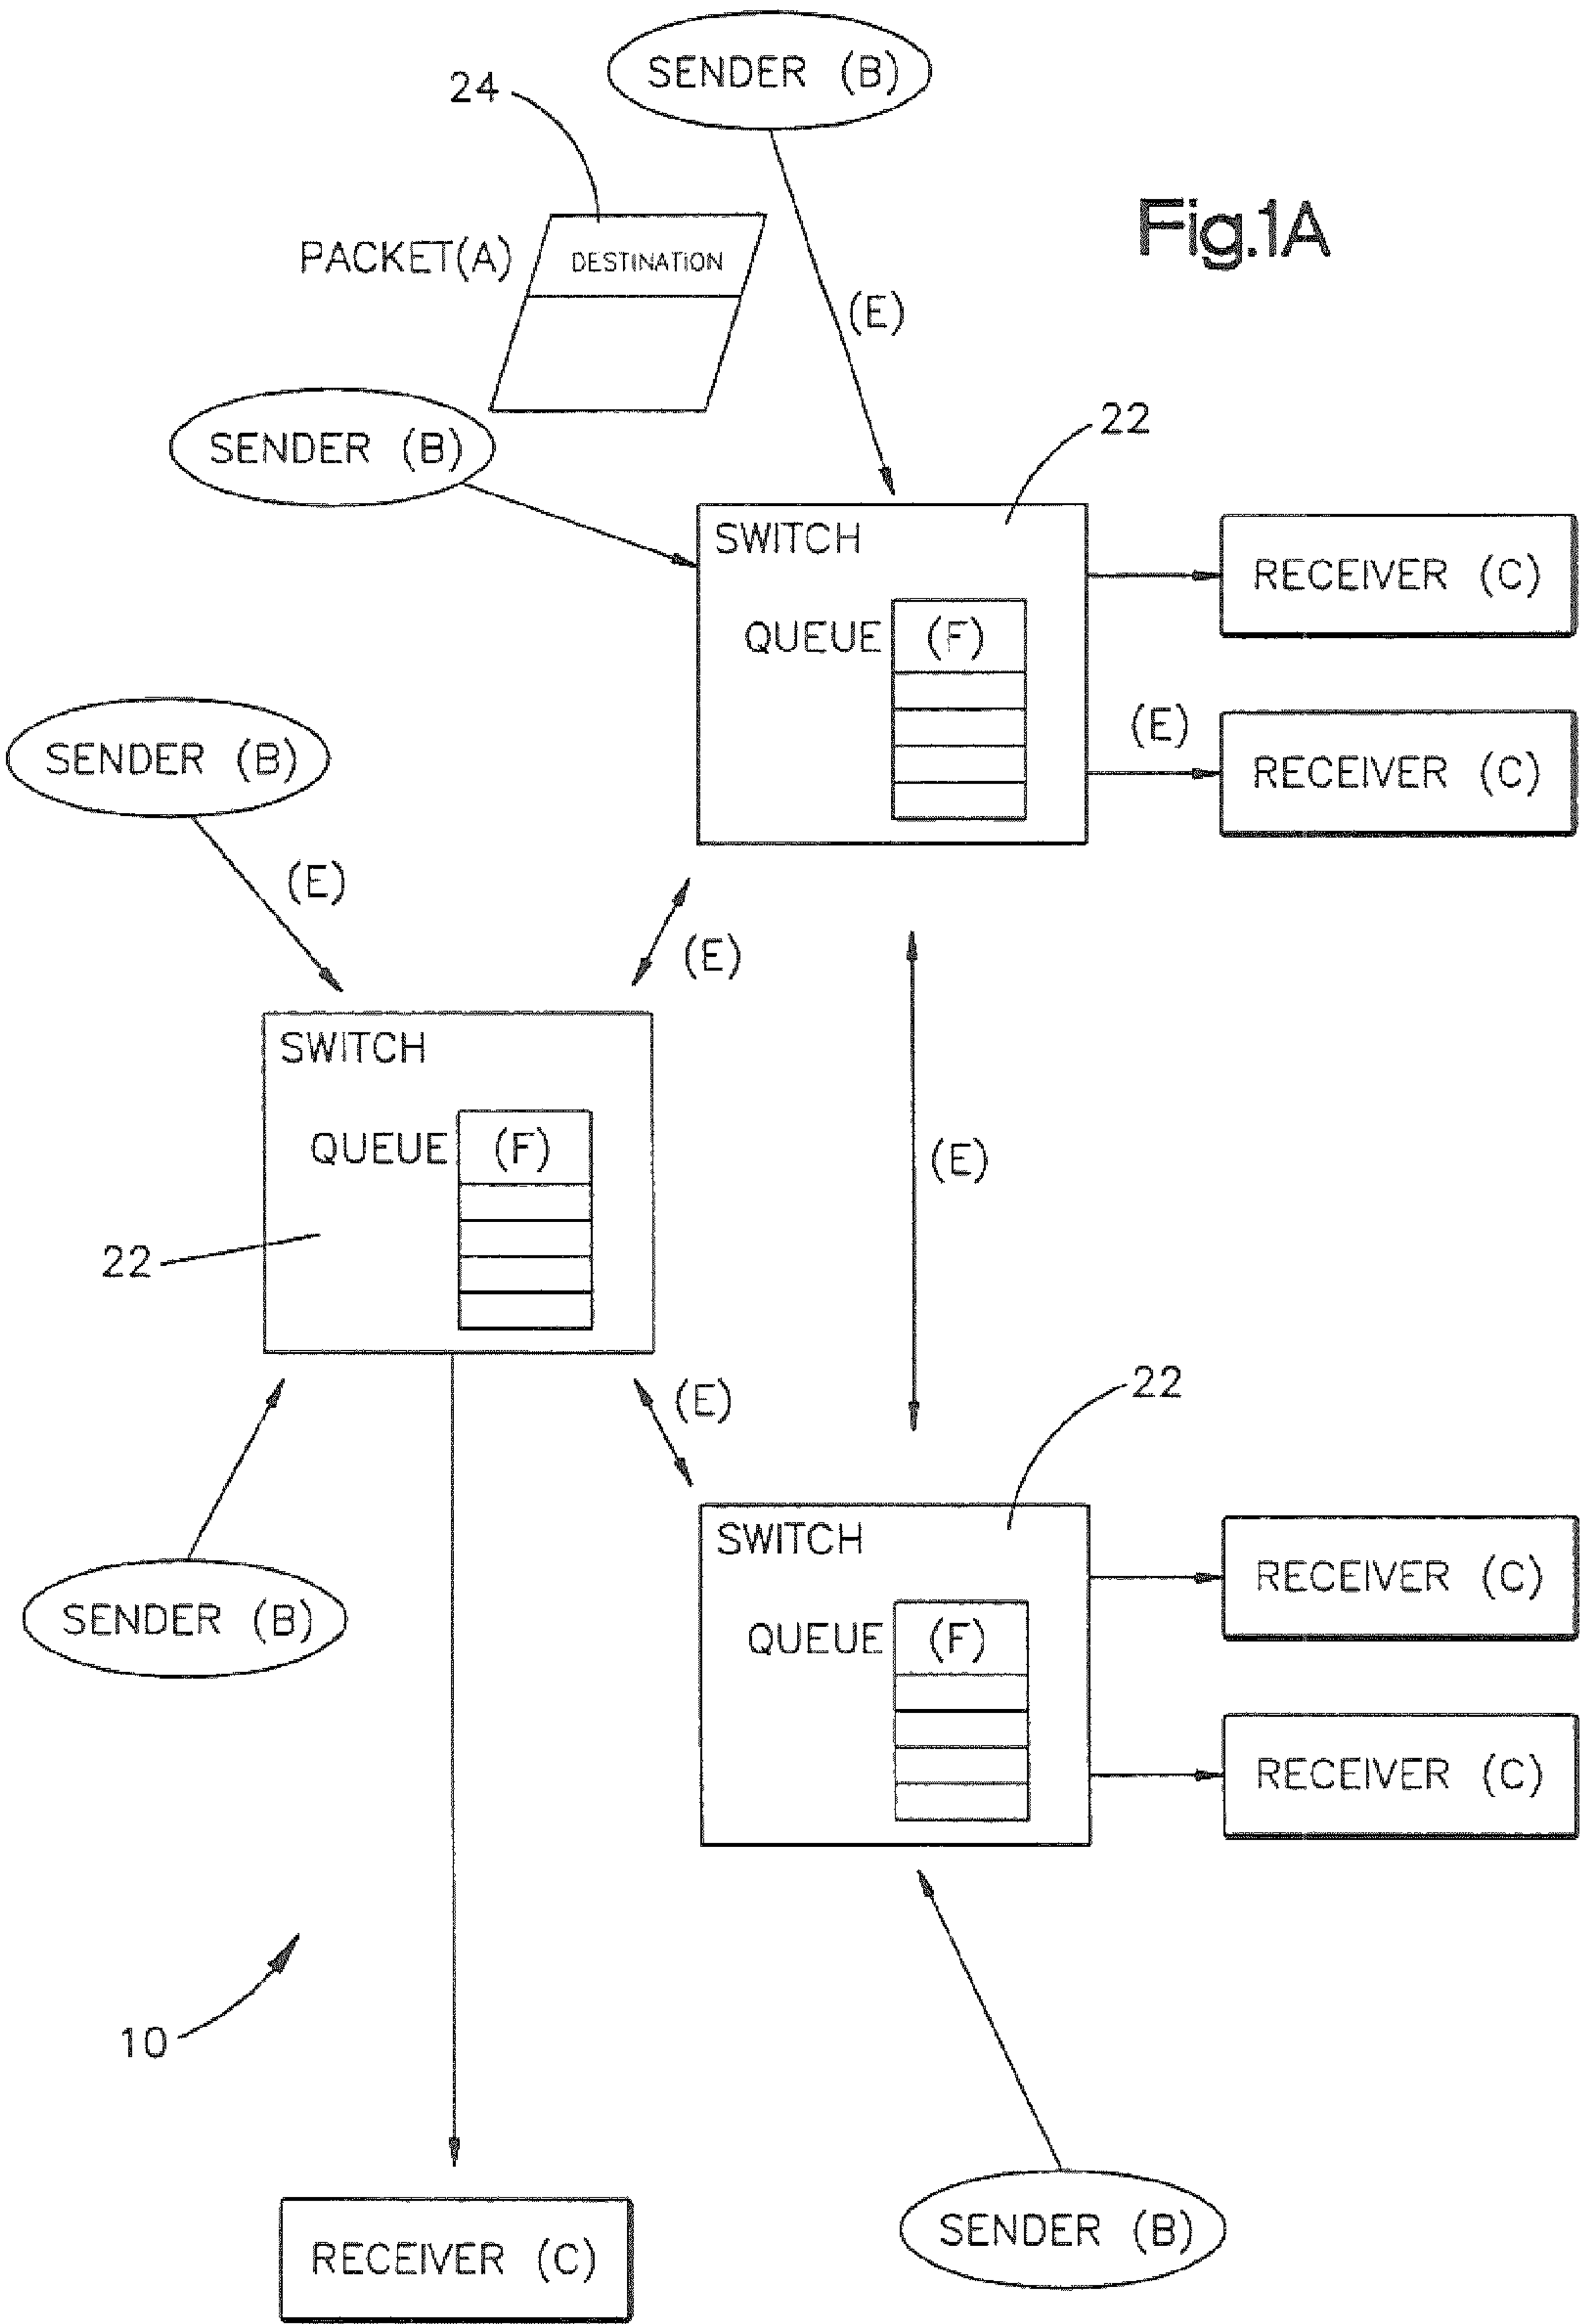 SENDER (B)
24
Fig.1A
PACKET(A)
DESTINATION
(E)
SENDER (B)
22
SWITCH
RECEIVER (C)
QUEUE (F)
(E)
RECEIVER (C)
SENDER (B)
(E)
(E)
SWITCH
QUEUE (F)
(E)
22
(E)
22
SWITCH
RECEIVER (C)
SENDER (B)
QUEUE (F)
RECEIVER (C)
10
SENDER (B)
RECEIVER (C)